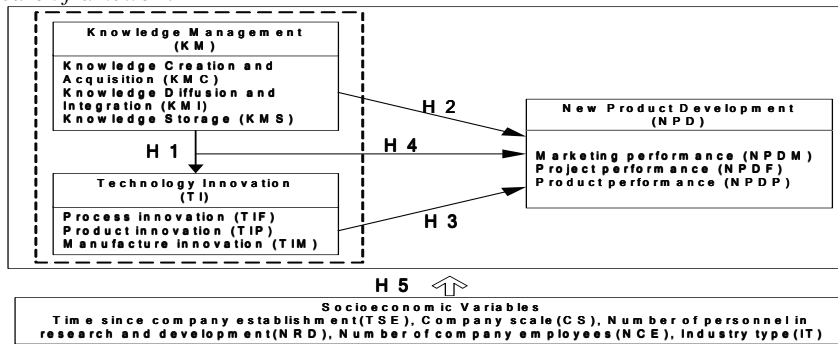 Knowledge Management
(KM)
Knowledge Creation and
Acquisition (KMC)
Knowledge Diffusion and
Integration (KMI)
Knowledge Storage (KMS)
H 2
New Product Development
(NPD)
Marketing performance (NPDM)
Project performance (NPDF)
Product performance (NPDP)
H 1
H 4
Technology Innovation
(TI)
Process innovation (TIF)
Product innovation (TIP)
Manufacture innovation (TIM)
H 3
H 5
Socioeconomic Variables
Time since company establishment(TSE), Company scale(CS), Number of personnel in
research and development(NRD), Number of company employees(NCE), Industry type(IT)